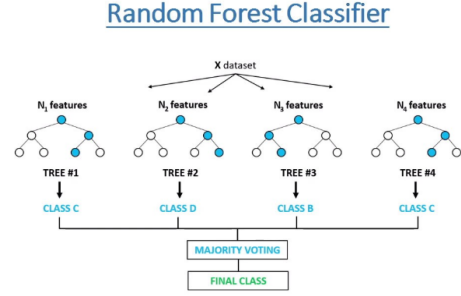 Random Forest Classifier
X dataset
N₁ features N₂ features N₃ features N₄ features
TREE #1 TREE #2 TREE #3 TREE #4
CLASS C CLASS D CLASS B CLASS C
MAJORITY VOTING
FINAL CLASS